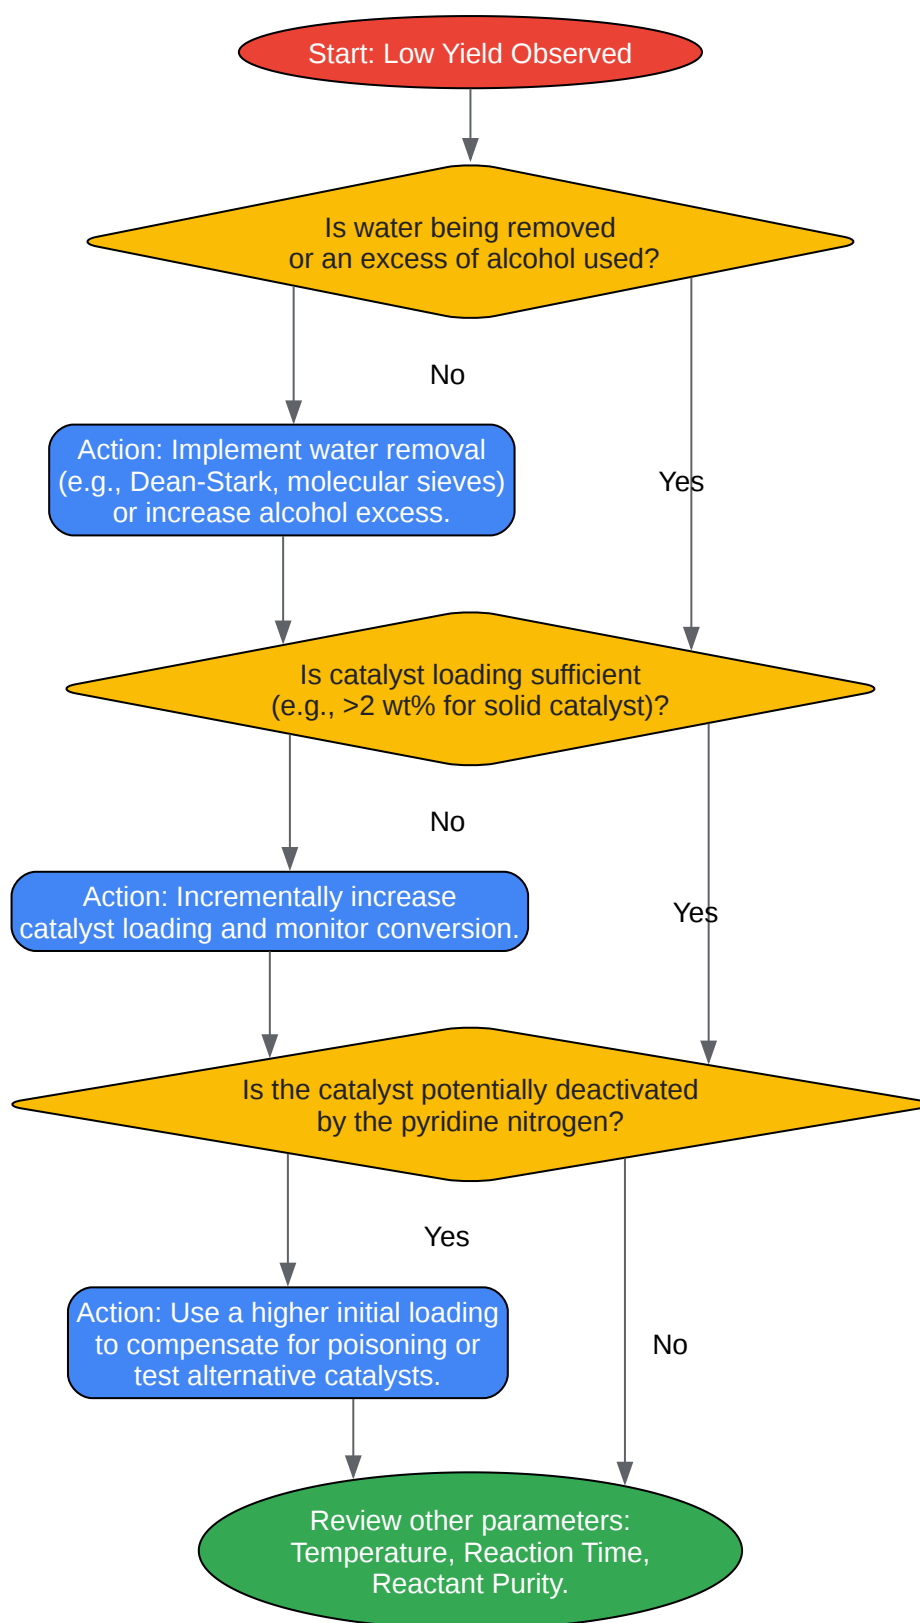 Start: Low Yield Observed
Is water being removed
or an excess of alcohol used?
No
Action: Implement water removal
(e.g., Dean-Stark, molecular sieves)
or increase alcohol excess.
Yes
Is catalyst loading sufficient
(e.g., >2 wt% for solid catalyst)?
No
Action: Incrementally increase
catalyst loading and monitor conversion.
Yes
Is the catalyst potentially deactivated
by the pyridine nitrogen?
Yes
Action: Use a higher initial loading
to compensate for poisoning or
test alternative catalysts.
No
Review other parameters:
Temperature, Reaction Time,
Reactant Purity.